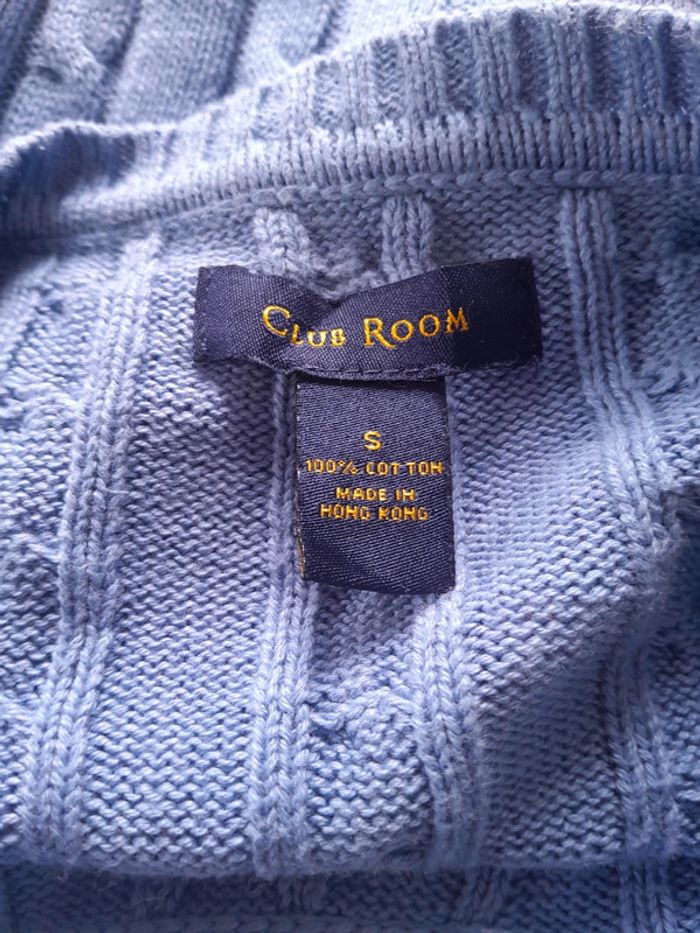 CLUB ROOM
S
100% COTTON
MADE IN
HONG KONG